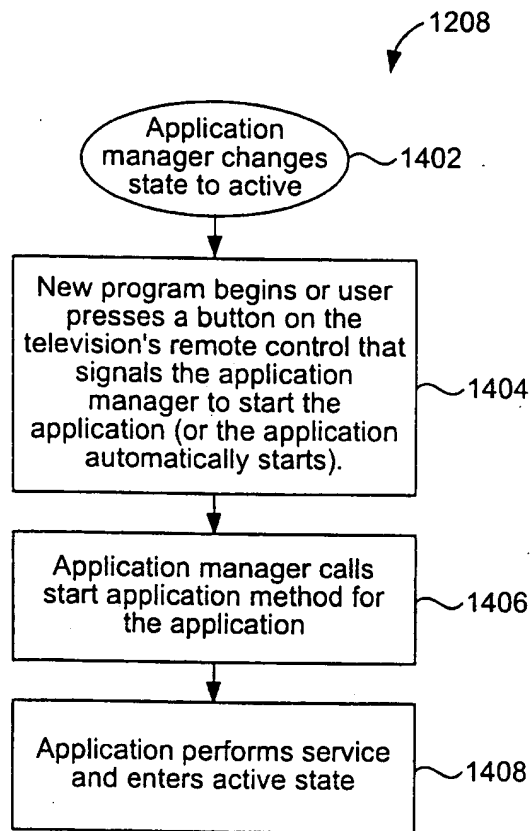 1208
Application
manager changes
state to active
1402
New program begins or user
presses a button on the
television's remote control that
signals the application
manager to start the
application (or the application
automatically starts).
1404
Application manager calls
start application method for
the application
1406
Application performs service
and enters active state
1408